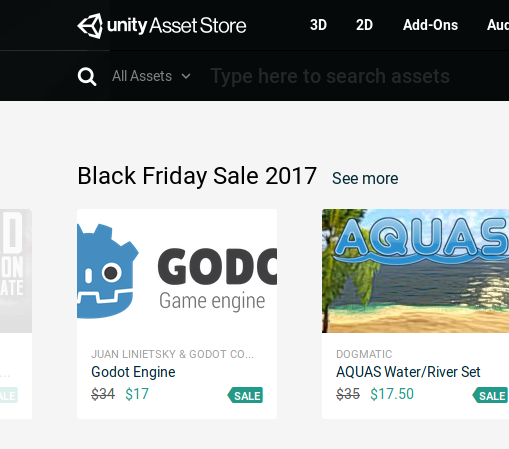 unity Asset Store
3D 2D Add-Ons Aud
All Assets Type here to search assets
Black Friday Sale 2017 See more
D
ON
ATE
GODO
Game engine
AQUAS
JUAN LINIETSKY & GODOT CO...
Godot Engine
$34 $17 SALE
DOGMATIC
AQUAS Water/River Set
$35 $17.50 SALE
...
ALE